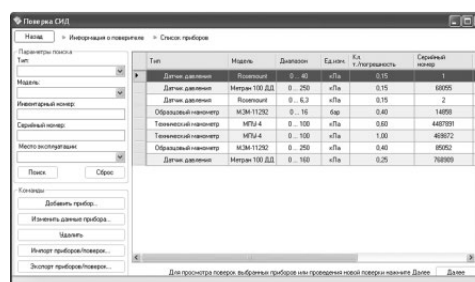 Поверка СИД
Назад » Информация о поверителе » Список приборов
Параметры поиска
Тип:
Модель:
Инвентарный номер:
Серийный номер:
Место эксплуатации:
Поиск Сброс
Команды
Добавить прибор...
Изменить данные прибора...
Удалить
Импорт приборов/поверок...
Экспорт приборов/поверок...
Тип Модель Диапазон Ед.изм. Кл. т./погрешность Серийный номер
Датчик давления Rosemount 0 ... 40 кПа 0,15 1
Датчик давления Метран 100 ДД 0 ... 250 кПа 0,15 60055
Датчик давления Rosemount 0 ... 6,3 кПа 0,15 2
Образцовый манометр МЭМ-11292 0 ... 16 бар 0,40 14858
Технический манометр МПУ-4 0 ... 100 кПа 0,60 4487891
Технический манометр МПУ-4 0 ... 100 кПа 1,00 469672
Образцовый манометр МЭМ-11292 0 ... 250 кПа 0,40 85052
Датчик давления Метран 100 ДД 0 ... 160 кПа 0,25 768909
Для просмотра поверок выбранных приборов или проведения новой поверки нажмите Далее Далее